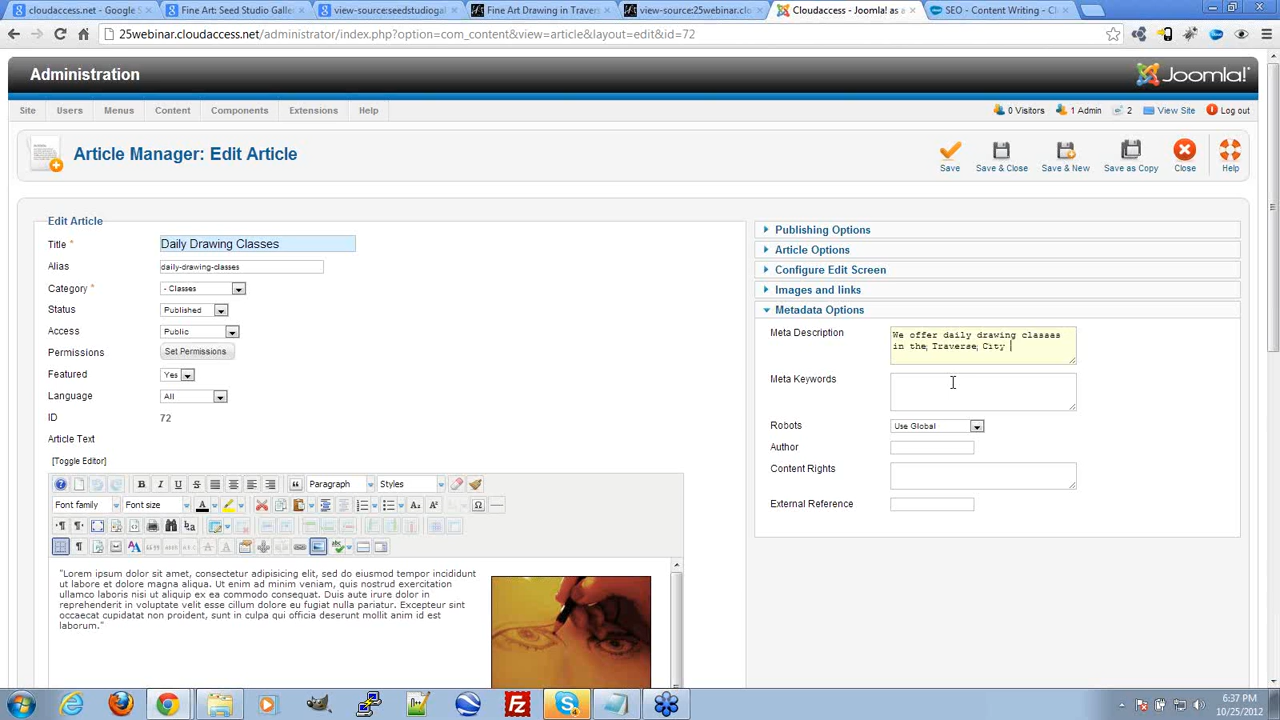 cloudaccess.net - Google S
Fine Art: Seed Studio Galle
view-source:seedstudiogal
Fine Art Drawing in Travers
view-source:25webinar.clo
Cloudaccess - Joomla! as a
SEO - Content Writing - Cl
25webinar.cloudaccess.net/administrator/index.php?option=com_content&view=article&layout=edit&id=72
Administration
Joomla!
Site Users Menus Content Components Extensions Help
0 Visitors 1 Admin 2 View Site Log out
Article Manager: Edit Article
Save Save & Close Save & New Save as Copy Close Help
Edit Article
Title * Daily Drawing Classes
Alias daily-drawing-classes
Category * - Classes
Status Published
Access Public
Permissions Set Permissions
Featured Yes
Language All
ID 72
Article Text
[Toggle Editor]
Paragraph Styles
Font family Font size
"Lorem ipsum dolor sit amet, consectetur adipisicing elit, sed do eiusmod tempor incididunt
ut labore et dolore magna aliqua. Ut enim ad minim veniam, quis nostrud exercitation
ullamco laboris nisi ut aliquip ex ea commodo consequat. Duis aute irure dolor in
reprehenderit in voluptate velit esse cillum dolore eu fugiat nulla pariatur. Excepteur sint
occaecat cupidatat non proident, sunt in culpa qui officia deserunt mollit anim id est
laborum."
Publishing Options
Article Options
Configure Edit Screen
Images and links
Metadata Options
Meta Description
We offer daily drawing classes
in the Traverse City
Meta Keywords
Robots Use Global
Author
Content Rights
External Reference
6:37 PM
10/25/2012